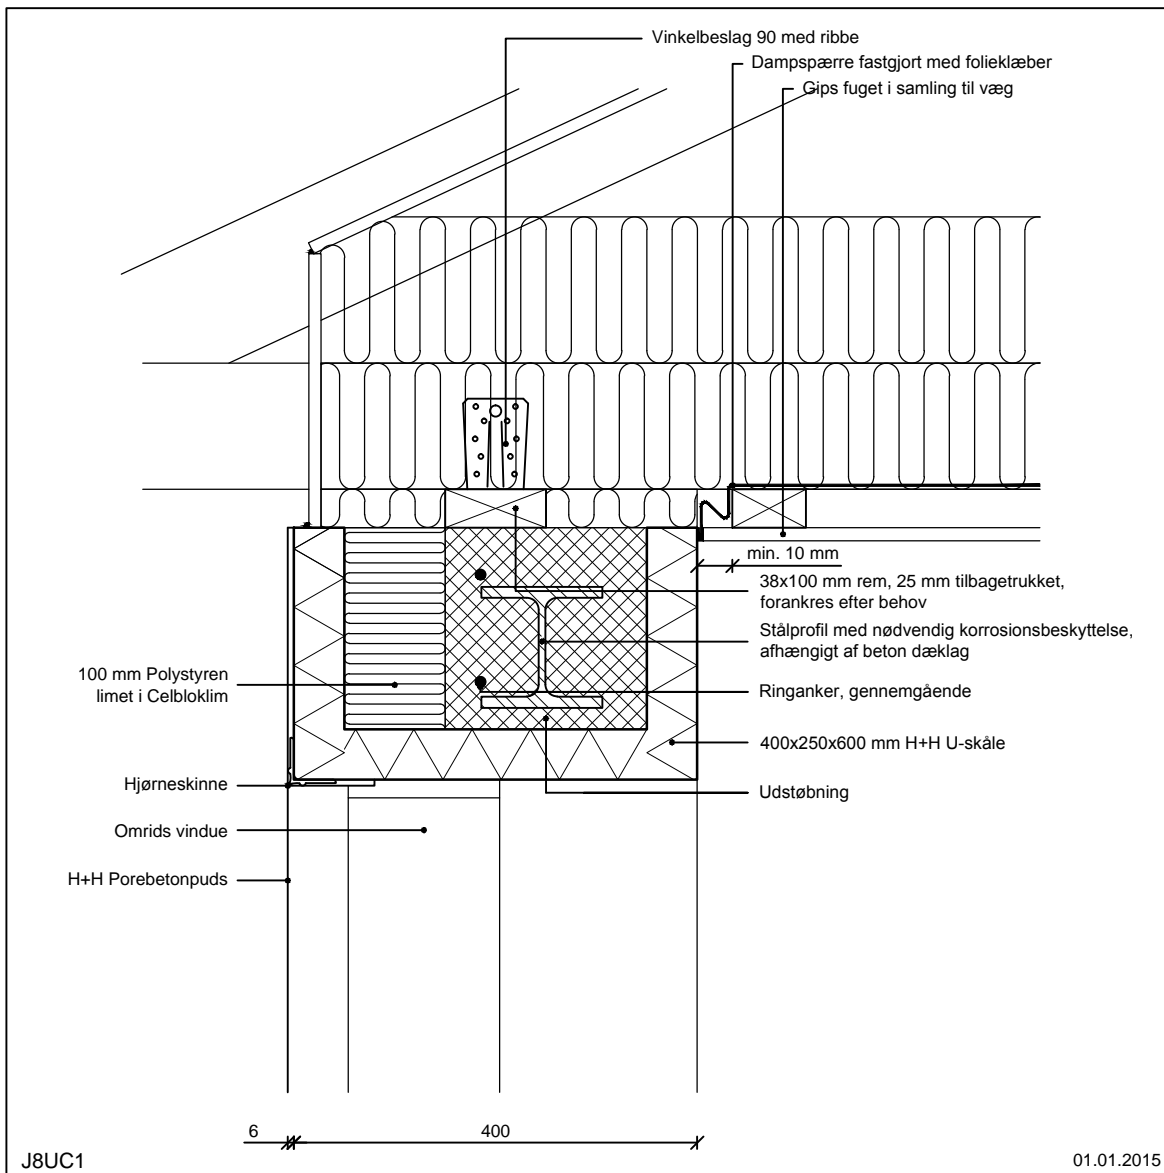 Vinkelbeslag 90 med ribbe
Dampspærre fastgjort med folieklæber
Gips fuget i samling til væg
min. 10 mm
38x100 mm rem, 25 mm tilbagetrukket,
forankres efter behov
Stålprofil med nødvendig korrosionsbeskyttelse,
afhængigt af beton dæklag
100 mm Polystyren
limet i Celbloklim
Ringanker, gennemgående
400x250x600 mm H+H U-skåle
Hjørneskinne
Udstøbning
Omrids vindue
H+H Porebetonpuds
6
400
J8UC1
01.01.2015